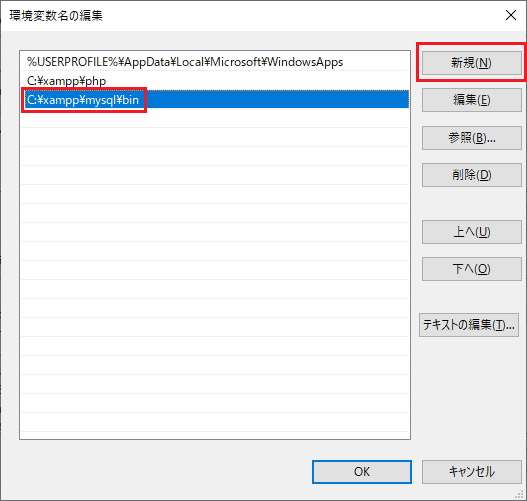 環境変数名の編集
%USERPROFILE%¥AppData¥Local¥Microsoft¥WindowsApps
C:¥xampp¥php
C:¥xampp¥mysql¥bin
新規(N)
編集(E)
参照(B)...
削除(D)
上へ(U)
下へ(O)
テキストの編集(T)...
OK
キャンセル